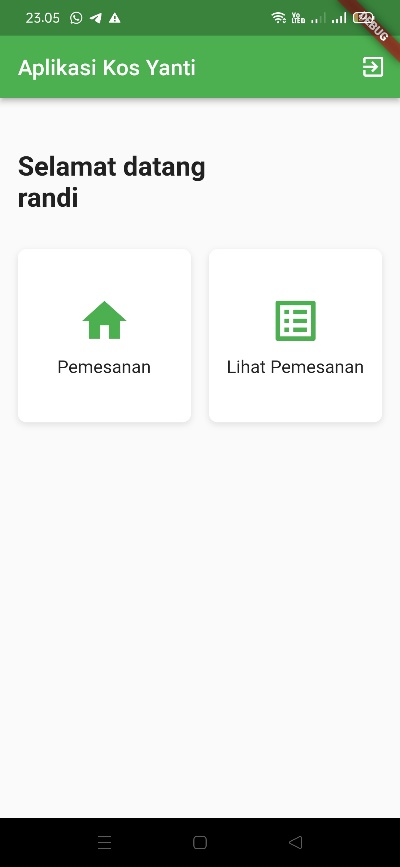 23.05
DEBUG
Aplikasi Kos Yanti
Selamat datang
randi
Pemesanan
Lihat Pemesanan